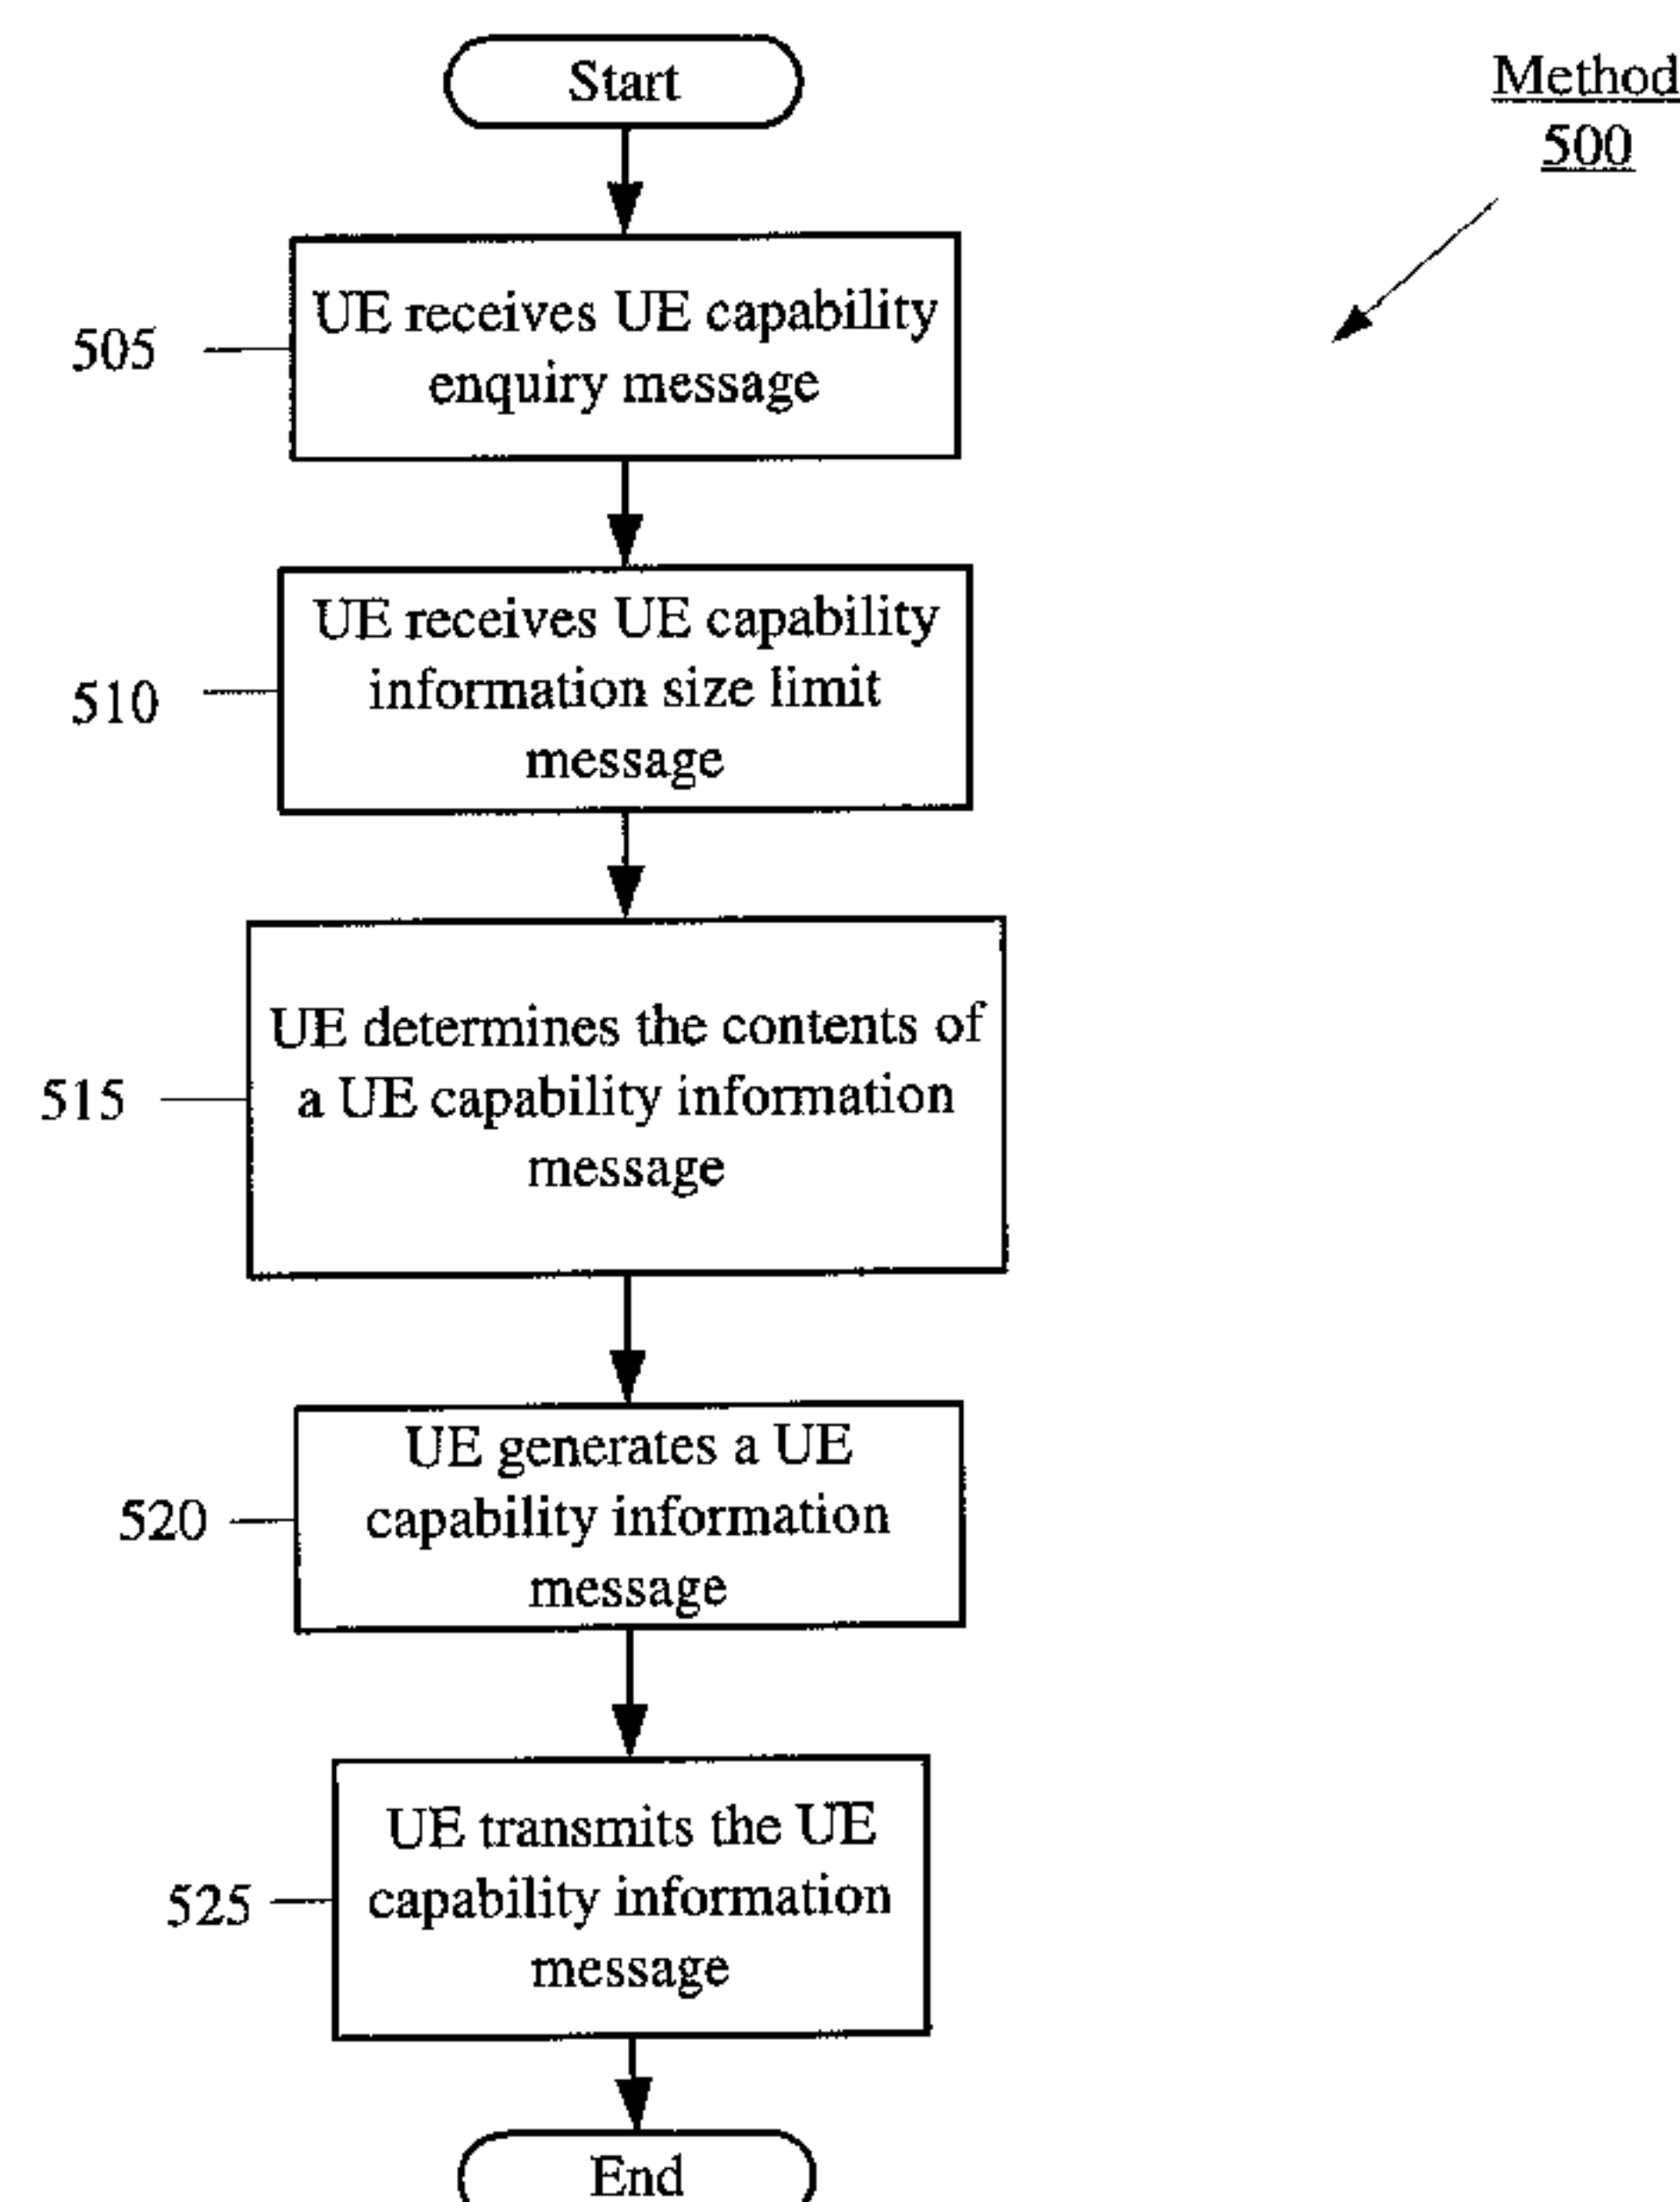 Start
Method
500
505
UE receives UE capability
enquiry message
510
UE receives UE capability
information size limit
message
515
UE determines the contents of
a UE capability information
message
520
UE generates a UE
capability information
message
525
UE transmits the UE
capability information
message
End